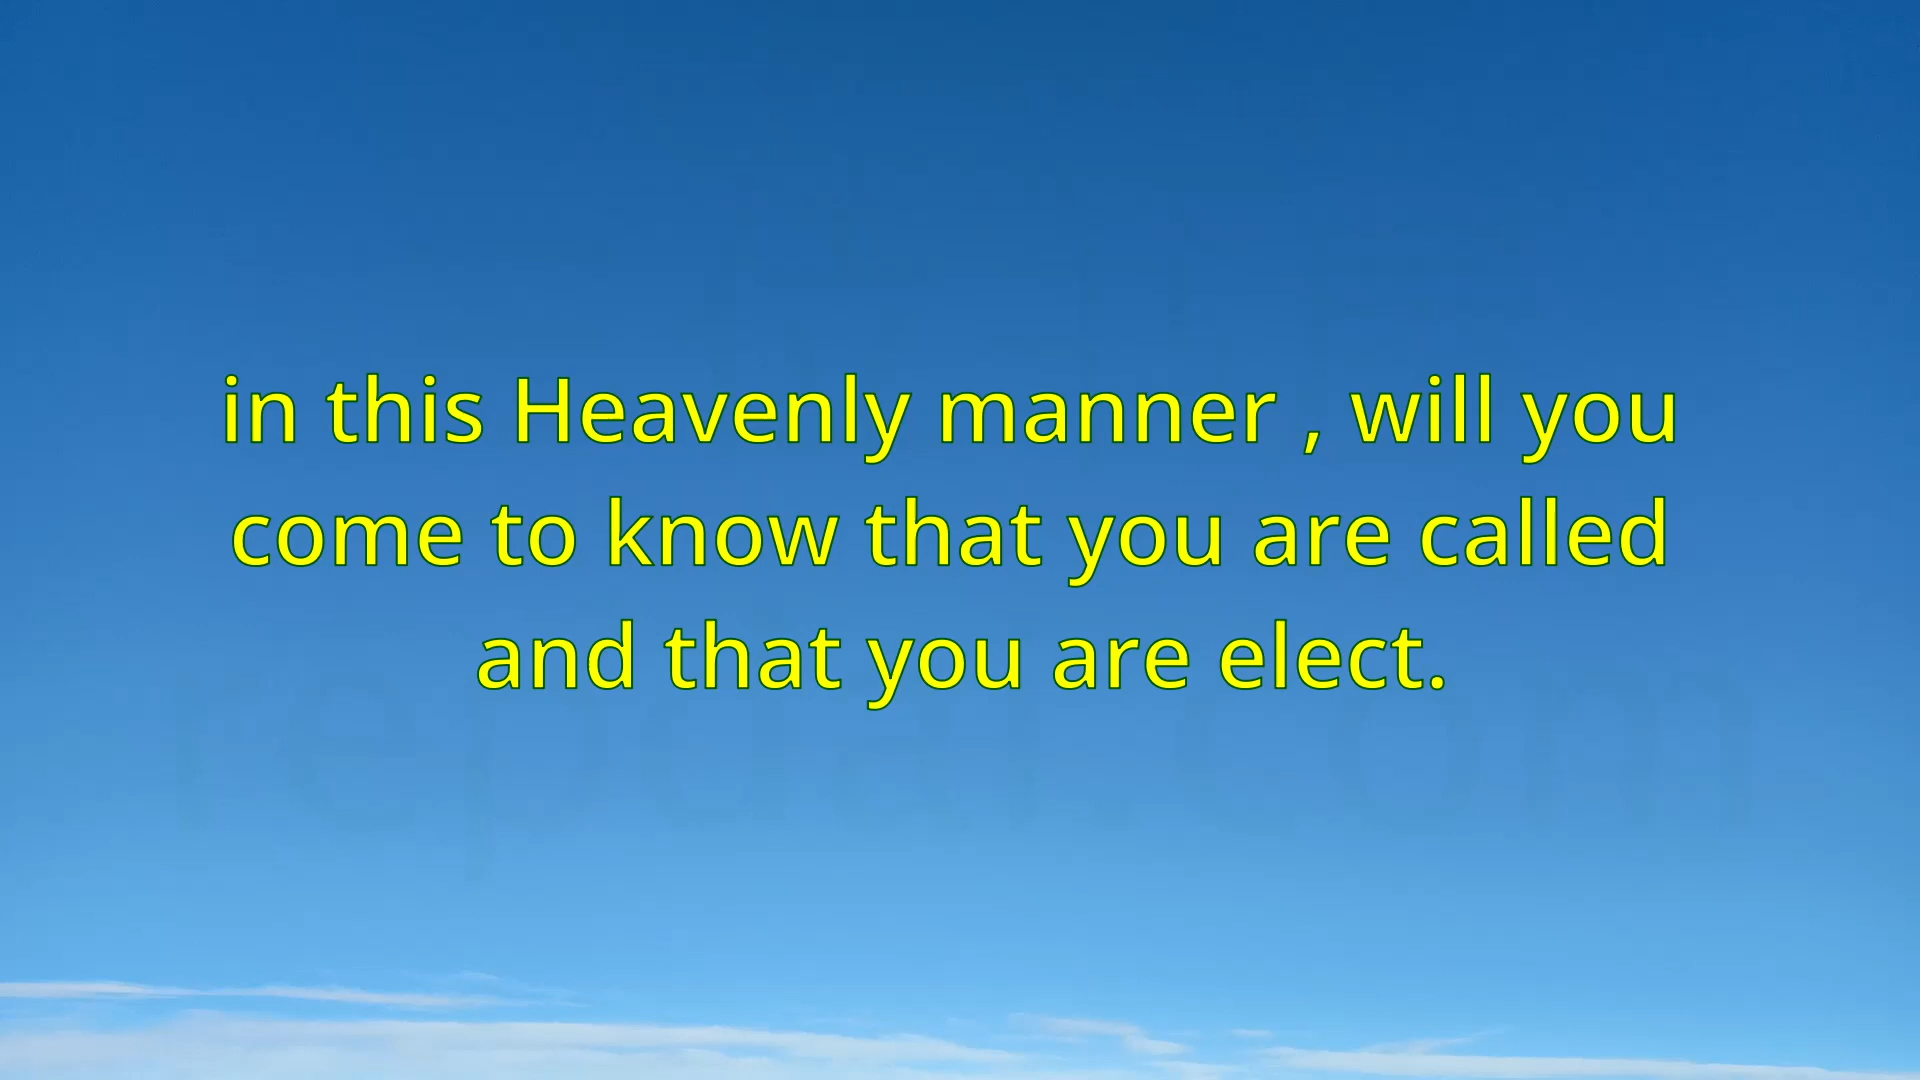 in this Heavenly manner , will you
come to know that you are called
and that you are elect.